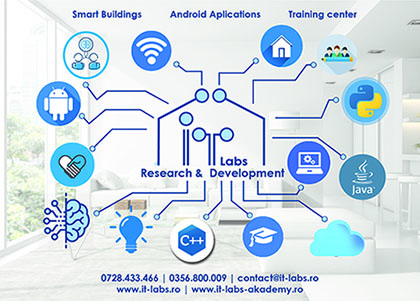 Smart Buildings Android Aplications Training center
Labs
Research & Development
Java
C++
0728.433.466 | 0356.800.009 | contact@it-labs.ro
www.it-labs.ro | www.it-labs-akademy.ro